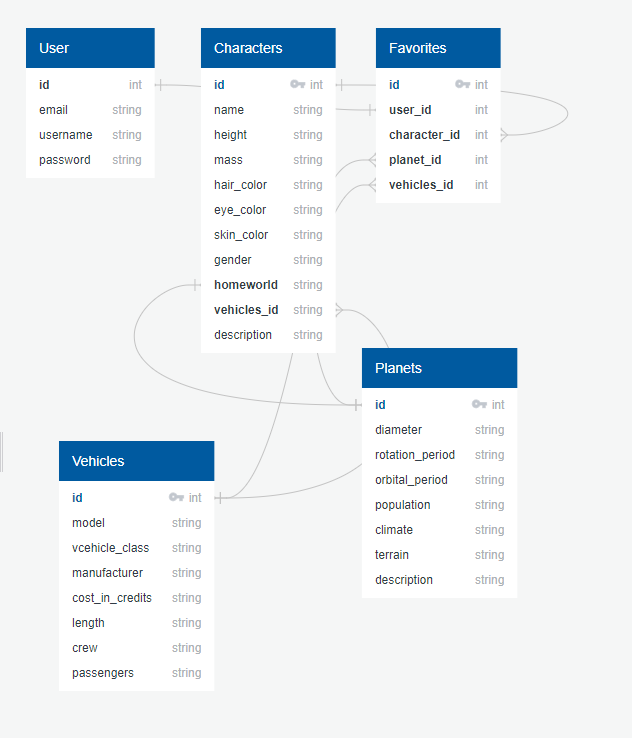 User
id int
email string
username string
password string
Characters
id int
name string
height string
mass string
hair_color string
eye_color string
skin_color string
gender string
homeworld string
vehicles_id string
description string
Favorites
id int
user_id int
character_id int
planet_id int
vehicles_id int
Planets
id int
diameter string
rotation_period string
orbital_period string
population string
climate string
terrain string
description string
Vehicles
id int
model string
vcehicle_class string
manufacturer string
cost_in_credits string
length string
crew string
passengers string